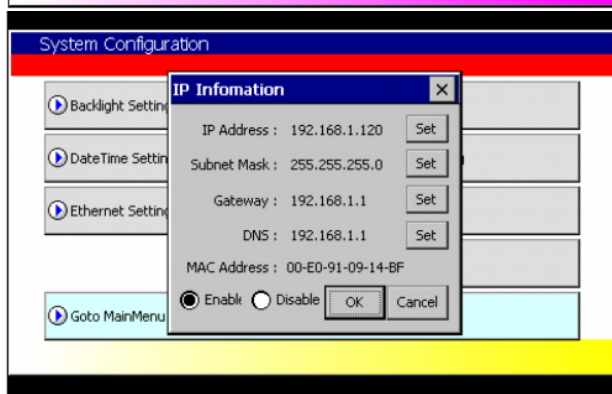 System Configuration
IP Infomation
Backlight Setting
IP Address : 192.168.1.120 Set
DateTime Settin
Subnet Mask : 255.255.255.0 Set
Gateway : 192.168.1.1 Set
Ethernet Setting
DNS : 192.168.1.1 Set
MAC Address : 00-E0-91-09-14-BF
Enable Disable OK Cancel
Goto MainMenu